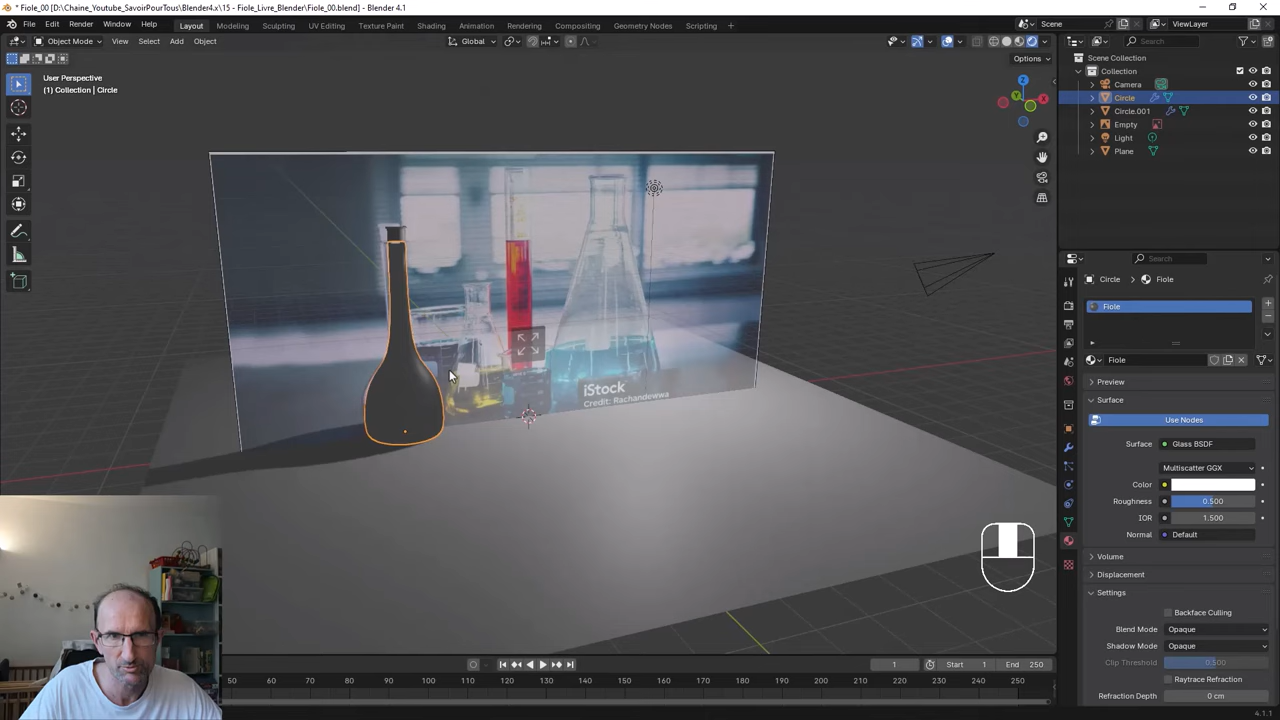 Fiole_00 [D:\Chaine_Youtube_SavoirPourTous\Blender4.x\15 - Fiole_Livre_Blender\Fiole_00.blend] - Blender 4.1
File Edit Render Window Help Layout Modeling Sculpting UV Editing Texture Paint Shading Animation Rendering Compositing Geometry Nodes Scripting + Scene ViewLayer
Object Mode View Select Add Object Global Search
Options
User Perspective
(1) Collection | Circle
Scene Collection
Collection
Camera
Circle
Circle.001
Empty
Light
Plane
X
Y
Z
iStock
Credit: Rachandewwa
Search
Circle > Fiole
Fiole
Fiole
Preview
Surface
Use Nodes
Surface Glass BSDF
Multiscatter GGX
Color
Roughness 0.500
IOR 1.500
Normal Default
Volume
Displacement
Settings
Backface Culling
Blend Mode Opaque
Shadow Mode Opaque
Clip Threshold 0.500
Raytrace Refraction
Refraction Depth 0 cm
1 Start 1 End 250
50 60 70 80 90 100 110 120 130 140 150 160 170 180 190 200 210 220 230 240 250
4.1.1